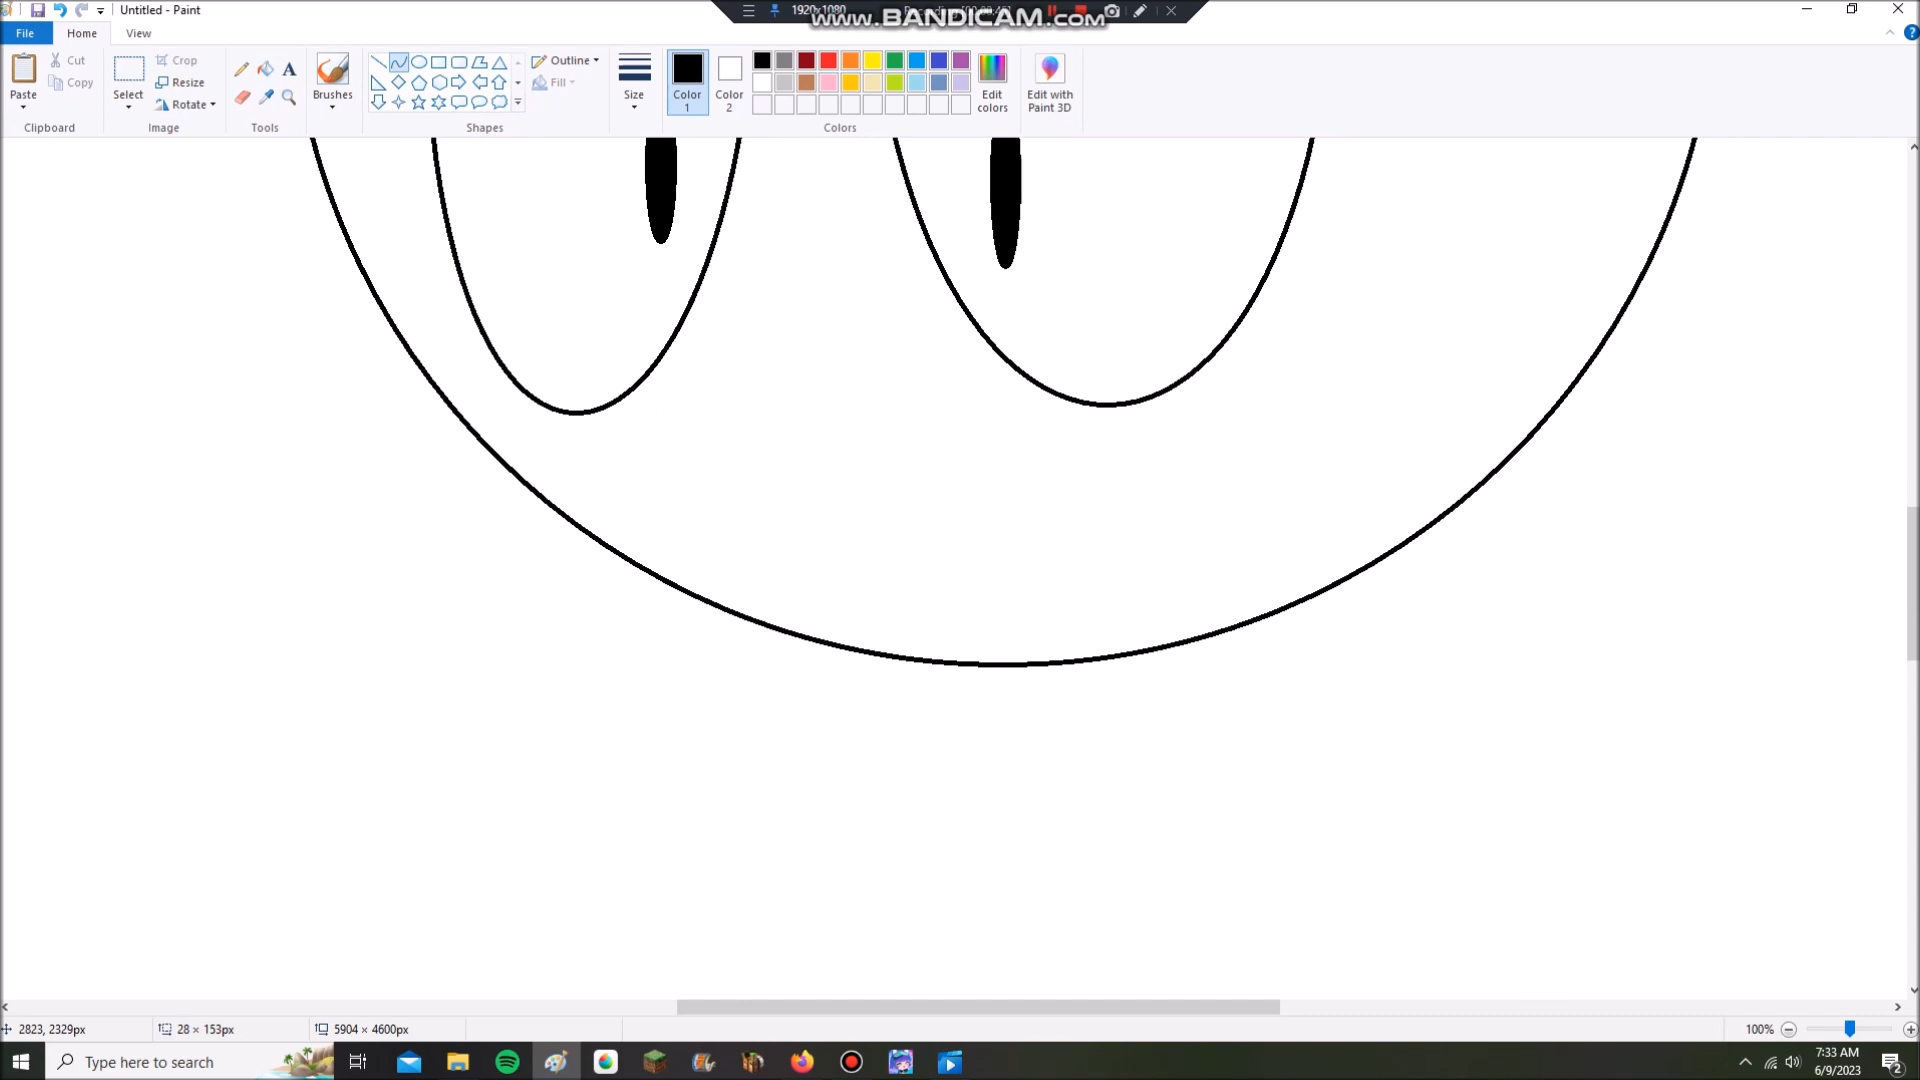 Untitled - Paint
1920x1080
www.BANDICAM.com
File
Home
View
Paste
Cut
Copy
Clipboard
Select
Crop
Resize
Rotate
Image
Tools
Brushes
Shapes
Outline
Fill
Size
Color 1
Color 2
Colors
Edit colors
Edit with Paint 3D
2823, 2329px
28 × 153px
5904 × 4600px
100%
Type here to search
7:33 AM
6/9/2023
2